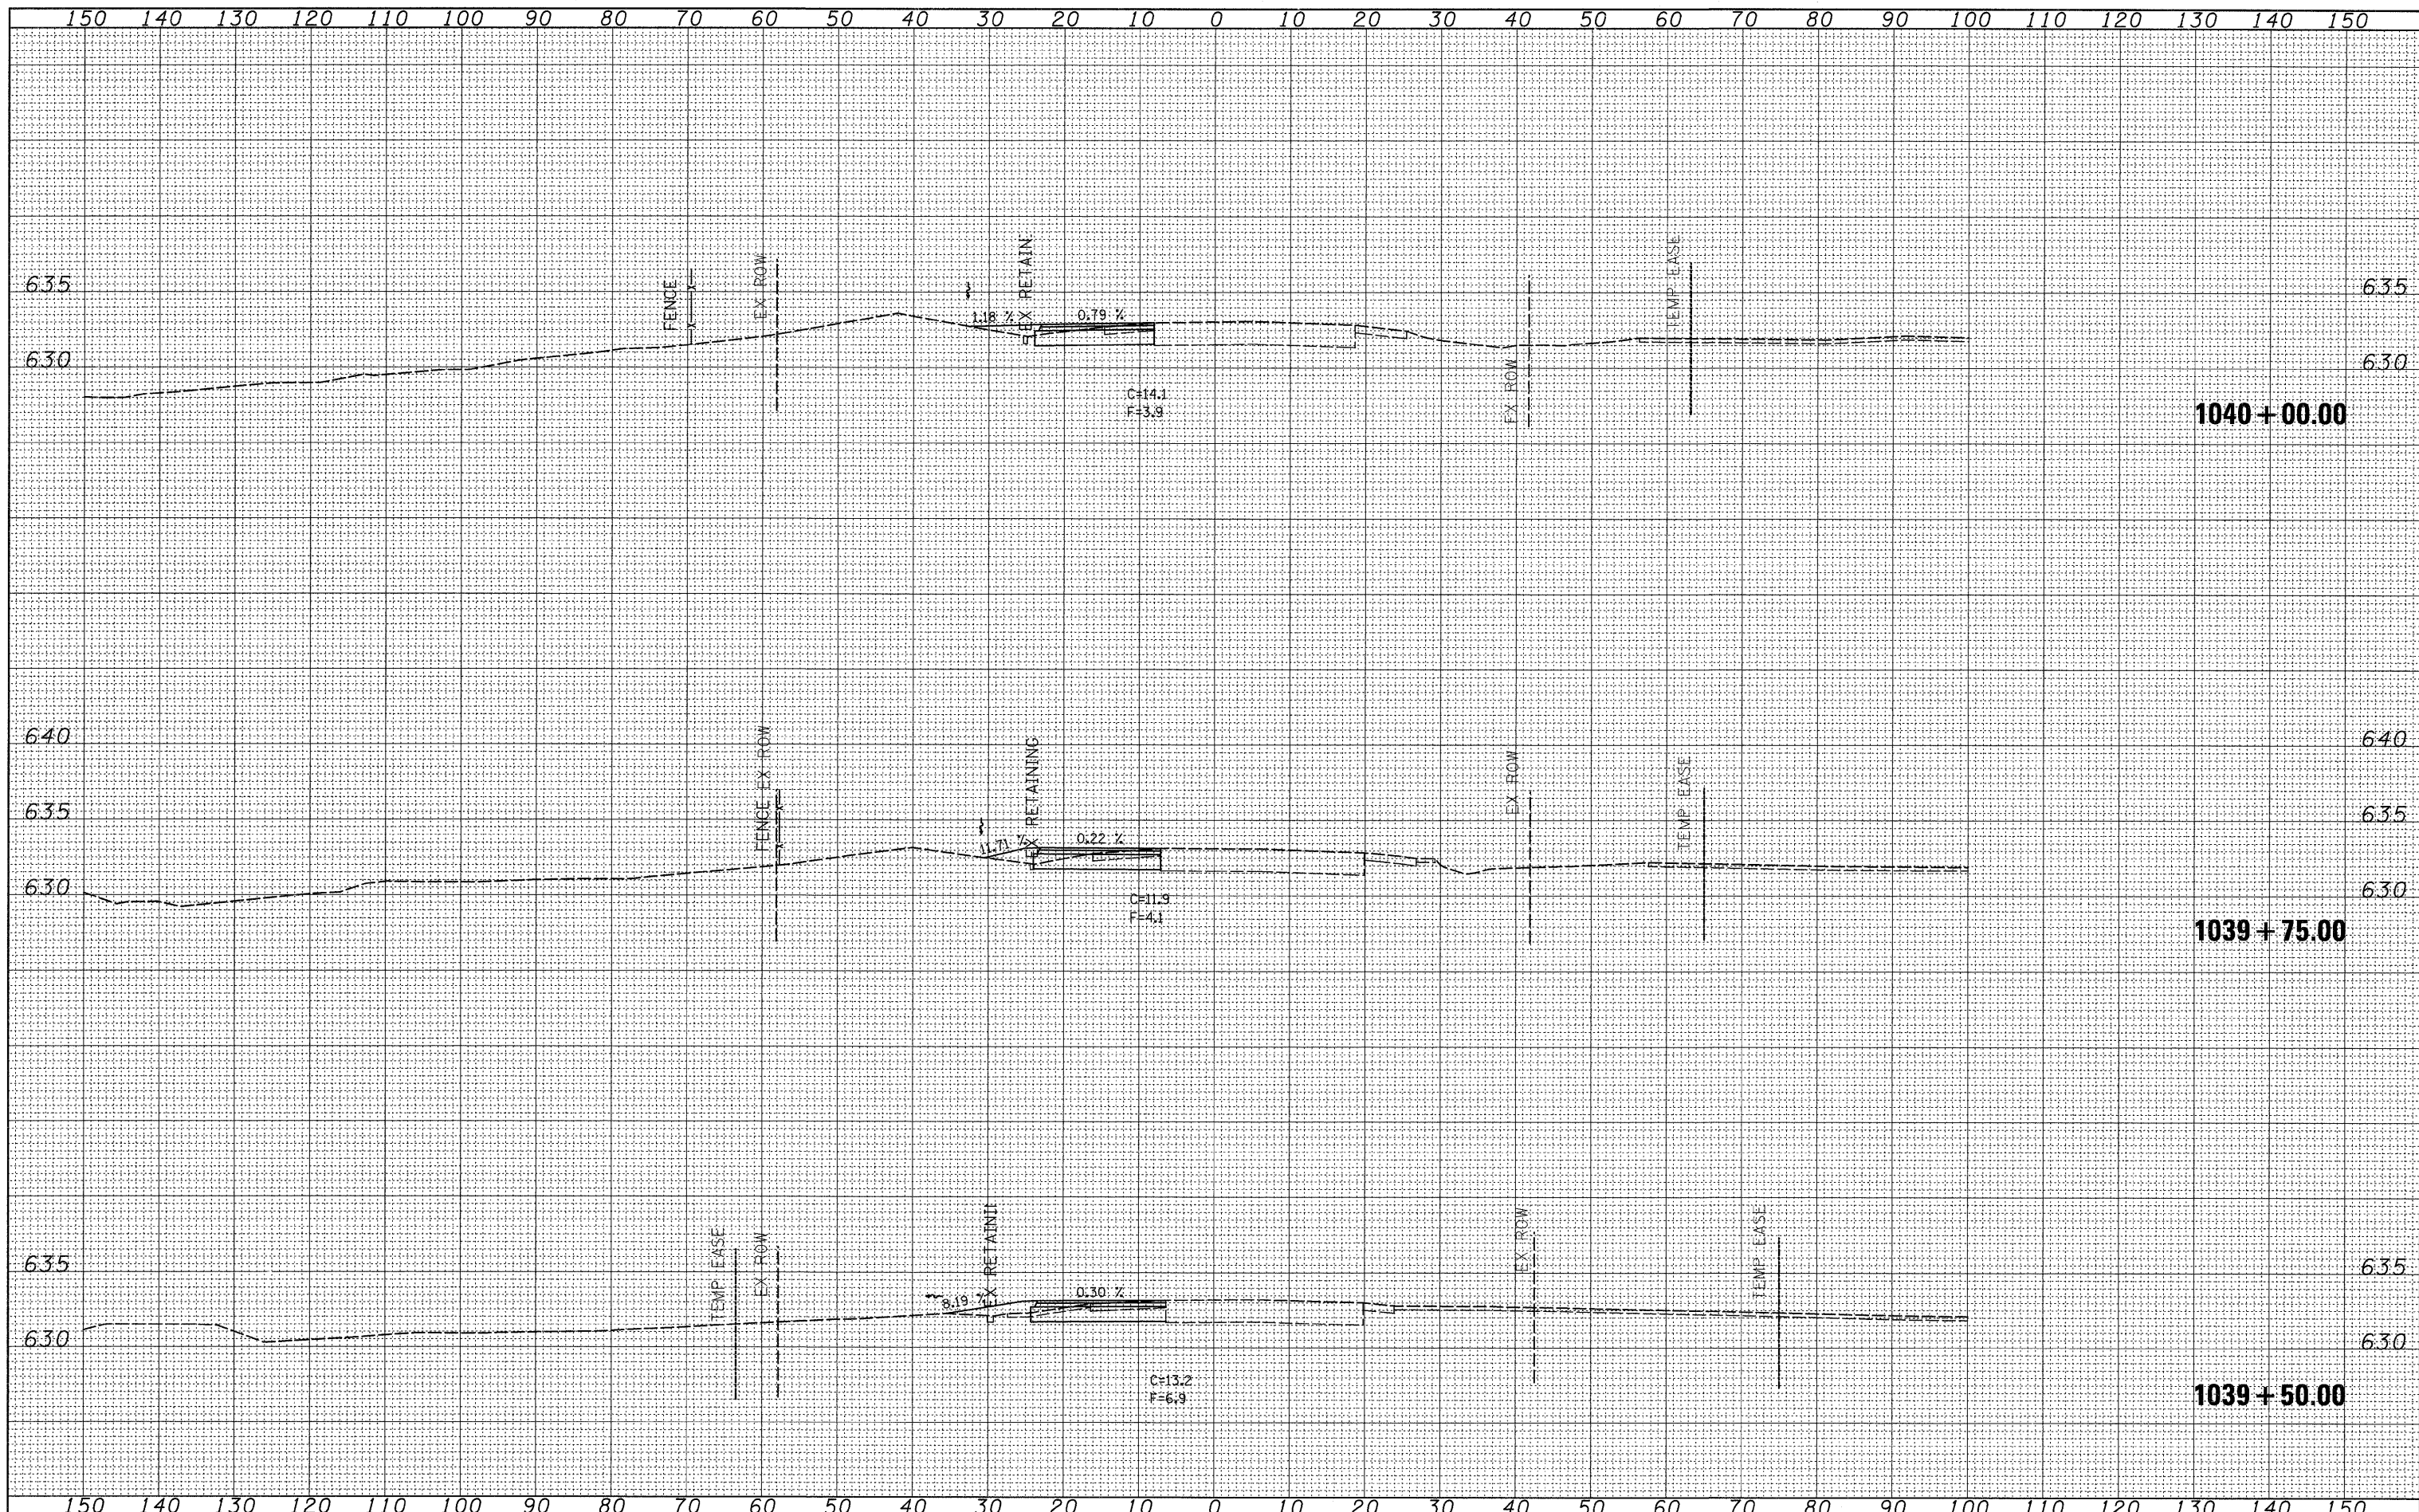 150 140 130 120 110 100 90 80 70 60 50 40 30 20 10 0 10 20 30 40 50 60 70 80 90 100 110 120 130 140 150
FENCE
EX ROW
EX RETAIN.
TEMP EASE
635 635
1.18 % 0.79 %
630 630
EX ROW
C=14.1
F=3.9
1040 + 00.00
640 640
FENCE EX ROW
EX RETAINING
EX ROW
TEMP EASE
635 635
11.71 % 0.22 %
630 630
C=11.9
F=4.1
1039 + 75.00
TEMP EASE
EX ROW
EX RETAINI
EX ROW
TEMP EASE
635 635
8.19 % 0.30 %
630 630
C=13.2
F=6.9
1039 + 50.00
150 140 130 120 110 100 90 80 70 60 50 40 30 20 10 0 10 20 30 40 50 60 70 80 90 100 110 120 130 140 150